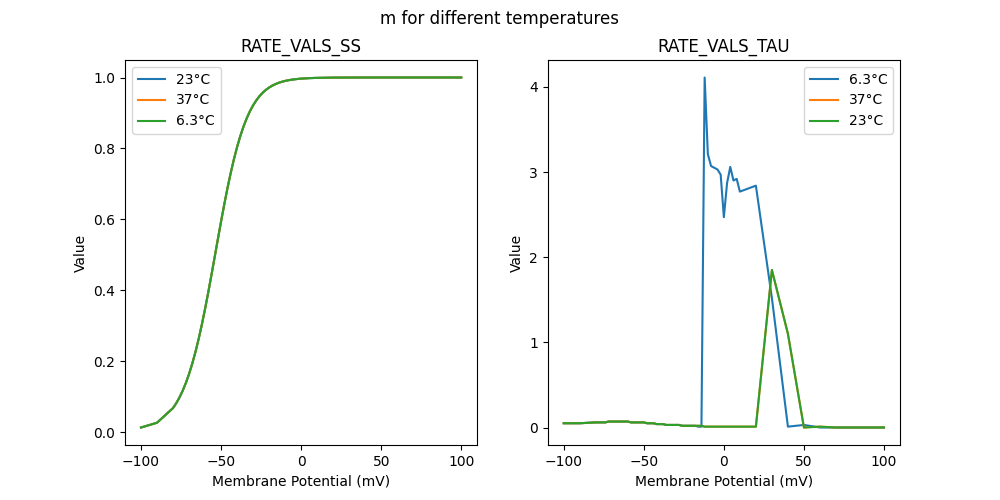 m for different temperatures
RATE_VALS_SS
1.0
0.8
0.6
0.4
0.2
0.0
Value
−100
−50
0
50
100
Membrane Potential (mV)
23°C
37°C
6.3°C
RATE_VALS_TAU
4
3
2
1
0
Value
−100
−50
0
50
100
Membrane Potential (mV)
6.3°C
37°C
23°C